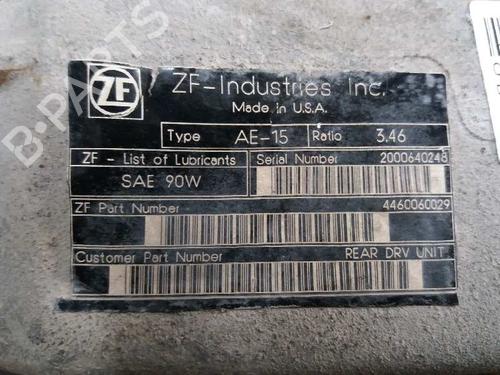 ZF
ZF-Industries Inc.
Made in U.S.A.
Type AE-15 Ratio 3.46
ZF - List of Lubricants Serial Number 2000640248
SAE 90W
ZF Part Number 4460060029
Customer Part Number REAR DRV UNIT
B-PARTS